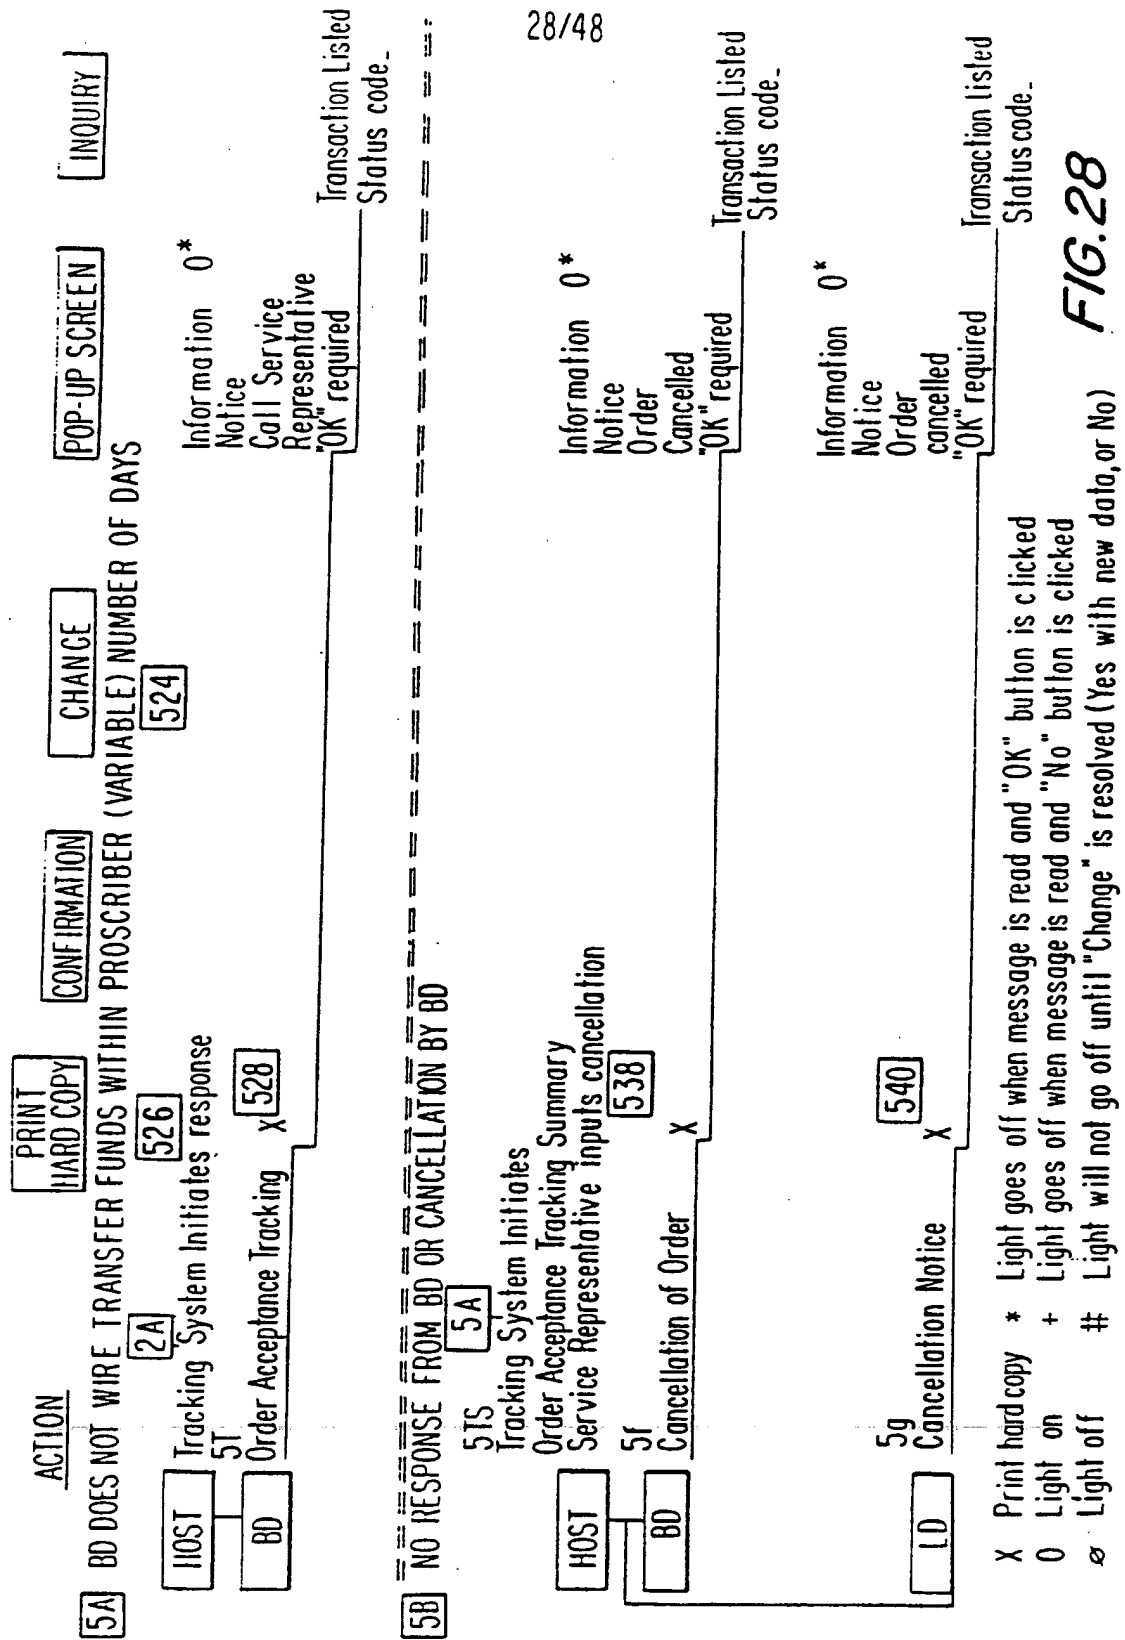 28/48
ACTION
PRINT
HARD COPY
CONFIRMATION
CHANGE
POP-UP SCREEN
INQUIRY
5A BD DOES NOT WIRE TRANSFER FUNDS WITHIN PROSCRIBER (VARIABLE) NUMBER OF DAYS
2A
526
524
HOST
Tracking System Initiates response
5T
BD
Order Acceptance Tracking
X
528
Information O*
Notice
Call Service
Representative
"OK" required
Transaction Listed
Status code_
5B NO RESPONSE FROM BD OR CANCELLATION BY BD
5A
5TS
Tracking System Initiates
Order Acceptance Tracking Summary
Service Representative inputs cancellation
HOST
538
5f
BD
Cancellation of Order
X
Information O*
Notice
Order
Cancelled
"OK" required
Transaction Listed
Status code_
540
5g
LD
Cancellation Notice
X
Information O*
Notice
Order
cancelled
"OK" required
Transaction listed
Status code_
X Print hard copy * Light goes off when message is read and "OK" button is clicked
O Light on + Light goes off when message is read and "No" button is clicked
ø Light off # Light will not go off until "Change" is resolved (Yes with new data, or No)
FIG.28